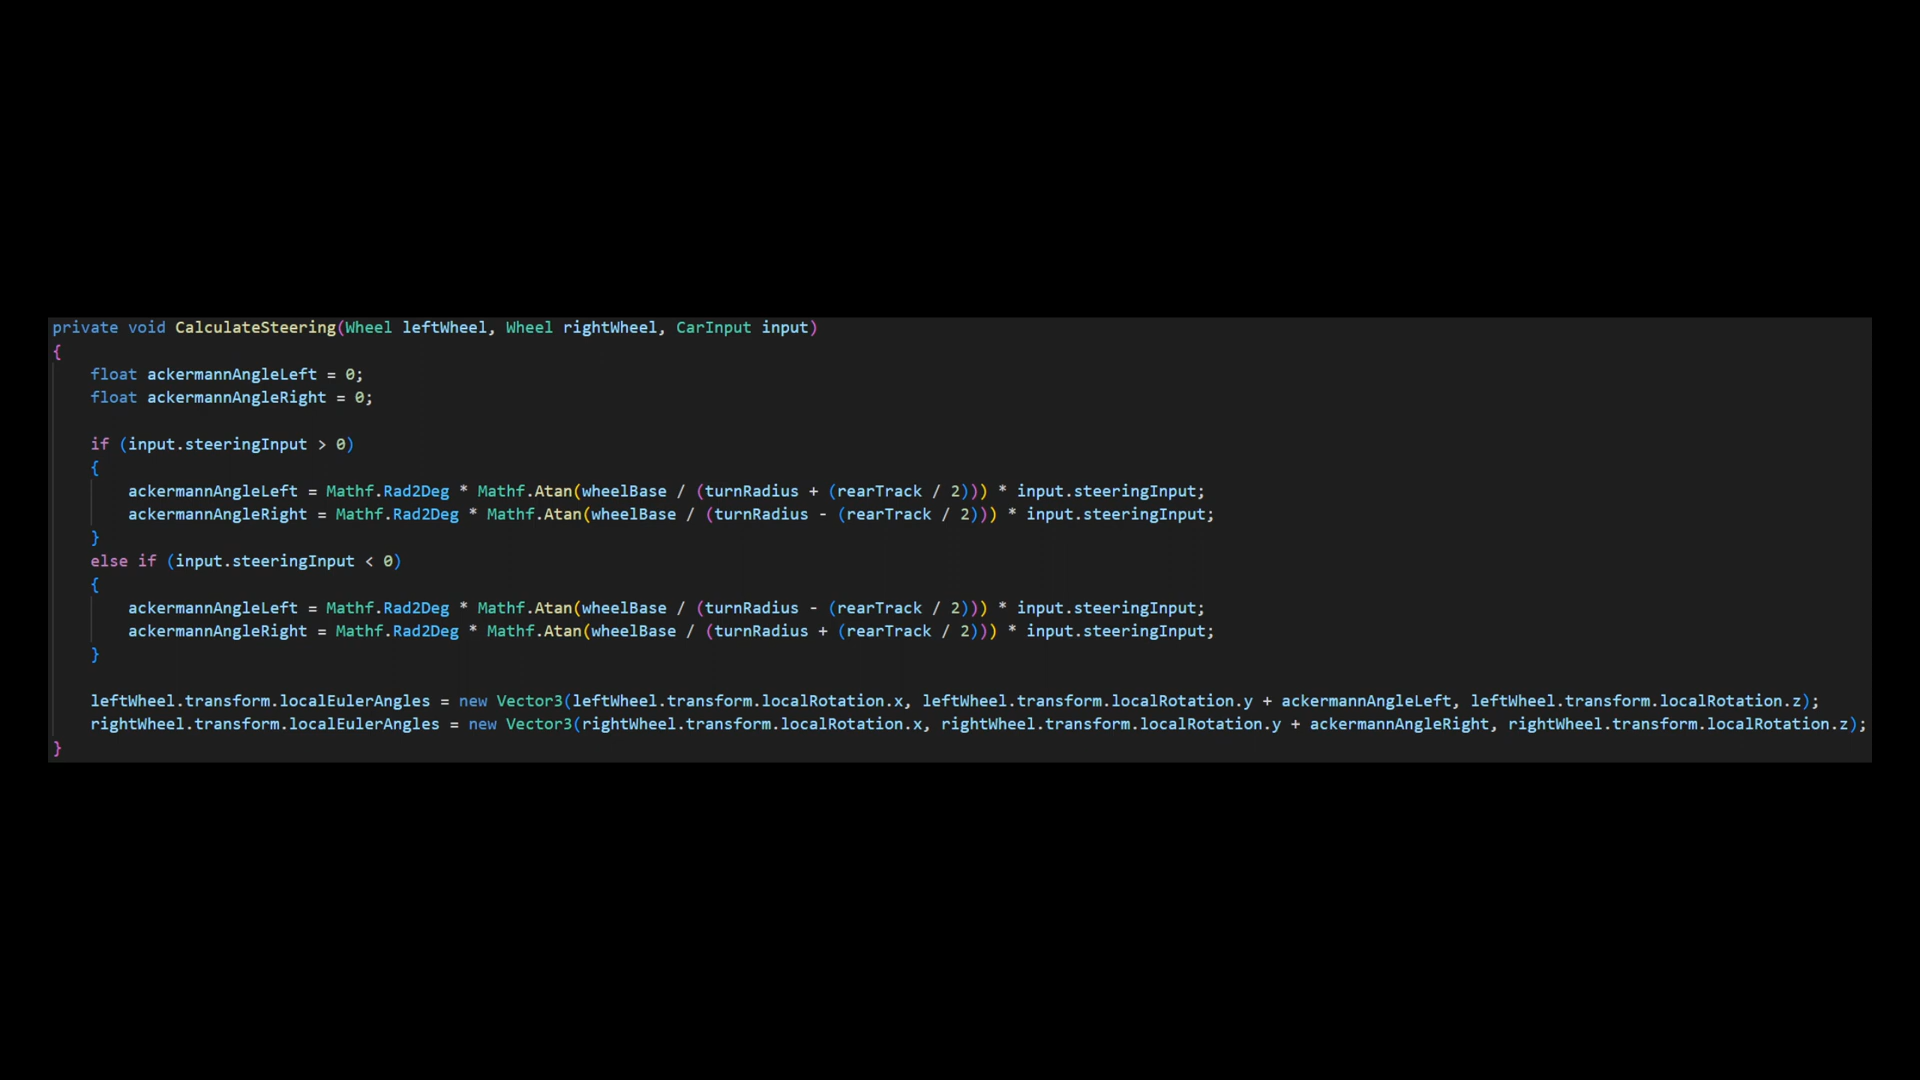 private void CalculateSteering(Wheel leftWheel, Wheel rightWheel, CarInput input)
{
float ackermannAngleLeft = 0;
float ackermannAngleRight = 0;
if (input.steeringInput > 0)
{
ackermannAngleLeft = Mathf.Rad2Deg * Mathf.Atan(wheelBase / (turnRadius + (rearTrack / 2))) * input.steeringInput;
ackermannAngleRight = Mathf.Rad2Deg * Mathf.Atan(wheelBase / (turnRadius - (rearTrack / 2))) * input.steeringInput;
}
else if (input.steeringInput < 0)
{
ackermannAngleLeft = Mathf.Rad2Deg * Mathf.Atan(wheelBase / (turnRadius - (rearTrack / 2))) * input.steeringInput;
ackermannAngleRight = Mathf.Rad2Deg * Mathf.Atan(wheelBase / (turnRadius + (rearTrack / 2))) * input.steeringInput;
}
leftWheel.transform.localEulerAngles = new Vector3(leftWheel.transform.localRotation.x, leftWheel.transform.localRotation.y + ackermannAngleLeft, leftWheel.transform.localRotation.z);
rightWheel.transform.localEulerAngles = new Vector3(rightWheel.transform.localRotation.x, rightWheel.transform.localRotation.y + ackermannAngleRight, rightWheel.transform.localRotation.z);
}